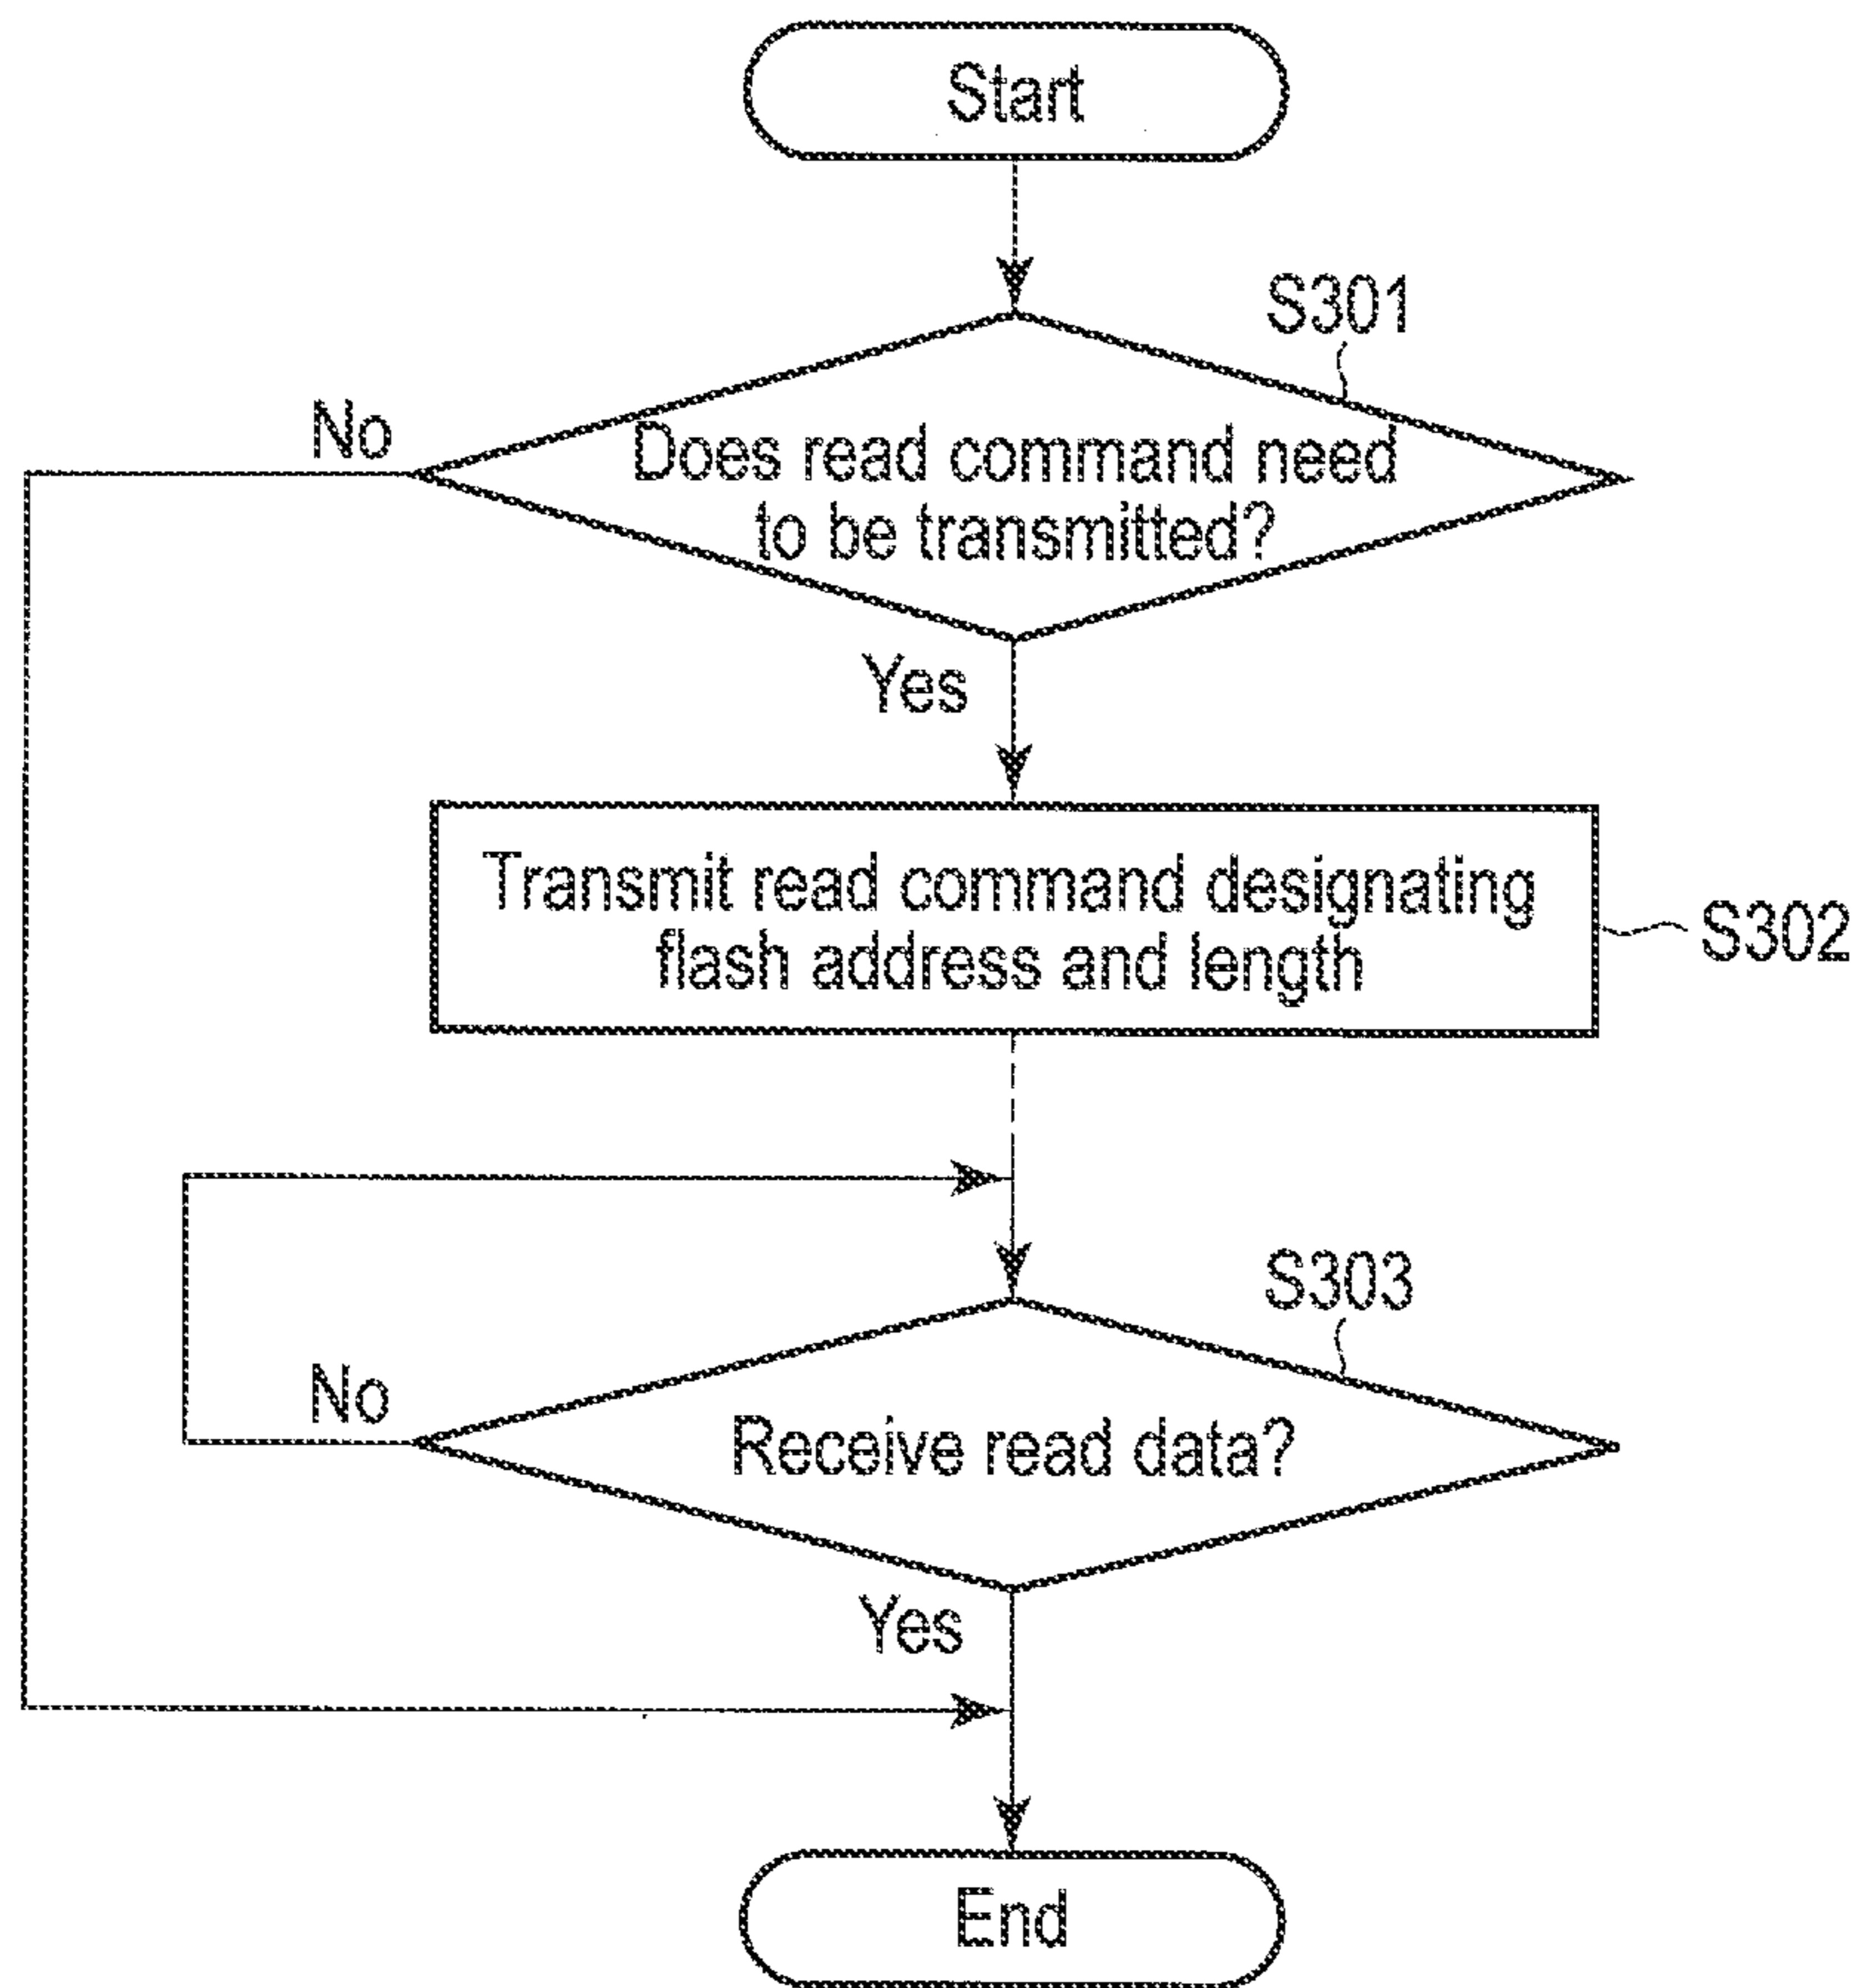 Start
S301
No
Does read command need
to be transmitted?
Yes
Transmit read command designating
flash address and length
S302
S303
No
Receive read data?
Yes
End